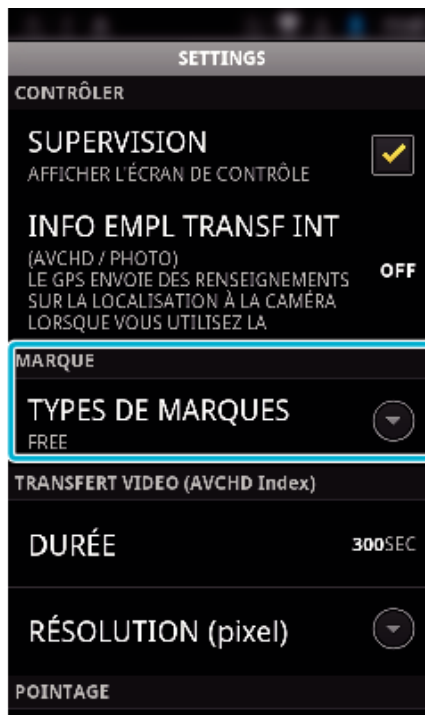 SETTINGS
CONTRÔLER
SUPERVISION
AFFICHER L'ÉCRAN DE CONTRÔLE
INFO EMPL TRANSF INT
(AVCHD / PHOTO)
LE GPS ENVOIE DES RENSEIGNEMENTS
SUR LA LOCALISATION À LA CAMÉRA
LORSQUE VOUS UTILISEZ LA
OFF
MARQUE
TYPES DE MARQUES
FREE
TRANSFERT VIDEO (AVCHD Index)
DURÉE
300SEC
RÉSOLUTION (pixel)
POINTAGE